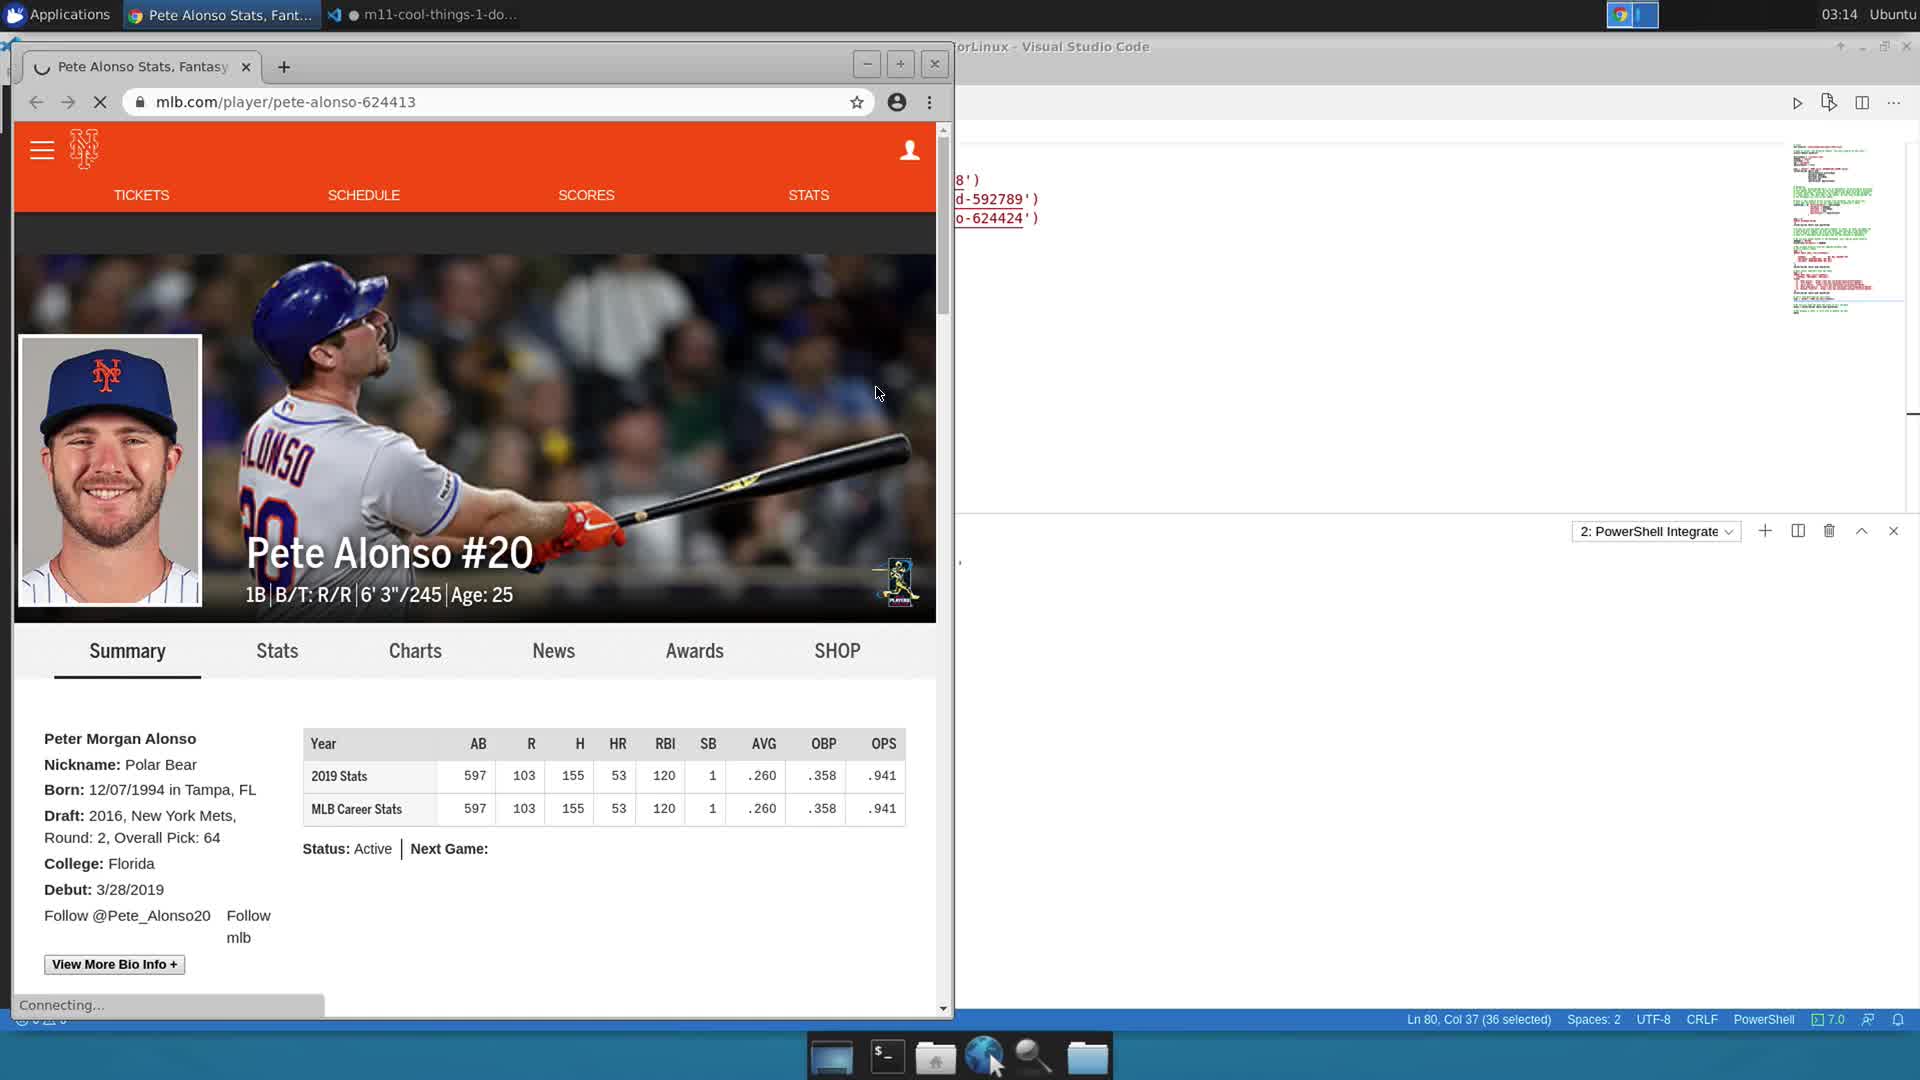 Applications
Pete Alonso Stats, Fant...
m11-cool-things-1-do...
03:14
Ubuntu
orLinux - Visual Studio Code
Pete Alonso Stats, Fantasy
mlb.com/player/pete-alonso-624413
TICKETS
SCHEDULE
SCORES
STATS
8')
d-592789')
o-624424')
ALONSO
20
Pete Alonso #20
1B B/T: R/R 6' 3"/245 Age: 25
2: PowerShell Integrate
Summary
Stats
Charts
News
Awards
SHOP
Peter Morgan Alonso
Nickname: Polar Bear
Born: 12/07/1994 in Tampa, FL
Draft: 2016, New York Mets,
Round: 2, Overall Pick: 64
College: Florida
Debut: 3/28/2019
Follow @Pete_Alonso20
Follow
mlb
View More Bio Info +
Year AB R H HR RBI SB AVG OBP OPS
2019 Stats 597 103 155 53 120 1 .260 .358 .941
MLB Career Stats 597 103 155 53 120 1 .260 .358 .941
Status: Active | Next Game:
Connecting...
Ln 80, Col 37 (36 selected)
Spaces: 2
UTF-8
CRLF
PowerShell
7.0
$_